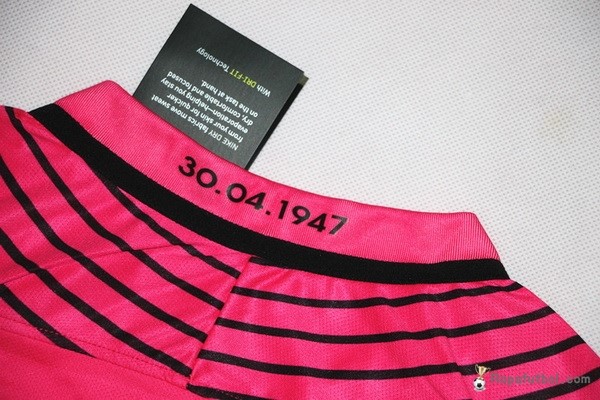 With DRI-FIT Technology
NIKE DRY fabrics move sweat
from your skin for quicker
evaporation—helping you stay
dry, comfortable and focused
on the task at hand.
30.04.1947